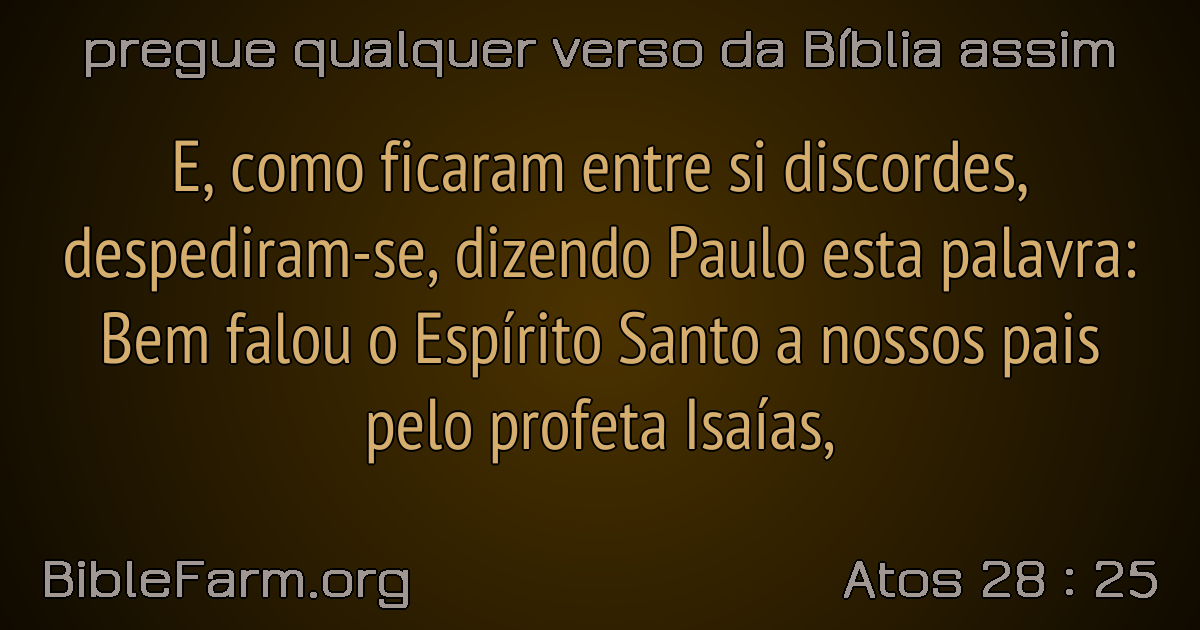 pregue qualquer verso da Bíblia assim
E, como ficaram entre si discordes,
despediram-se, dizendo Paulo esta palavra:
Bem falou o Espírito Santo a nossos pais
pelo profeta Isaías,
BibleFarm.org
Atos 28 : 25